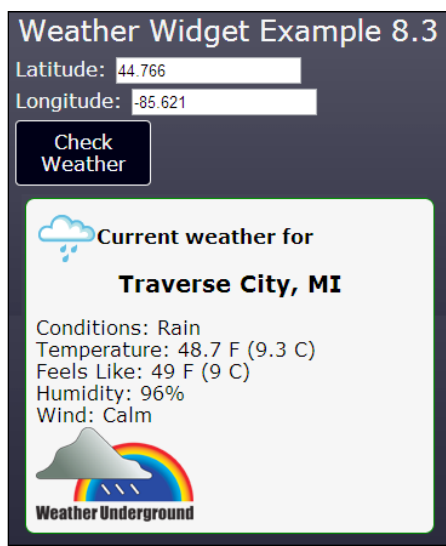 Weather Widget Example 8.3
Latitude: 44.766
Longitude: -85.621
Check
Weather
Current weather for
Traverse City, MI
Conditions: Rain
Temperature: 48.7 F (9.3 C)
Feels Like: 49 F (9 C)
Humidity: 96%
Wind: Calm
Weather Underground